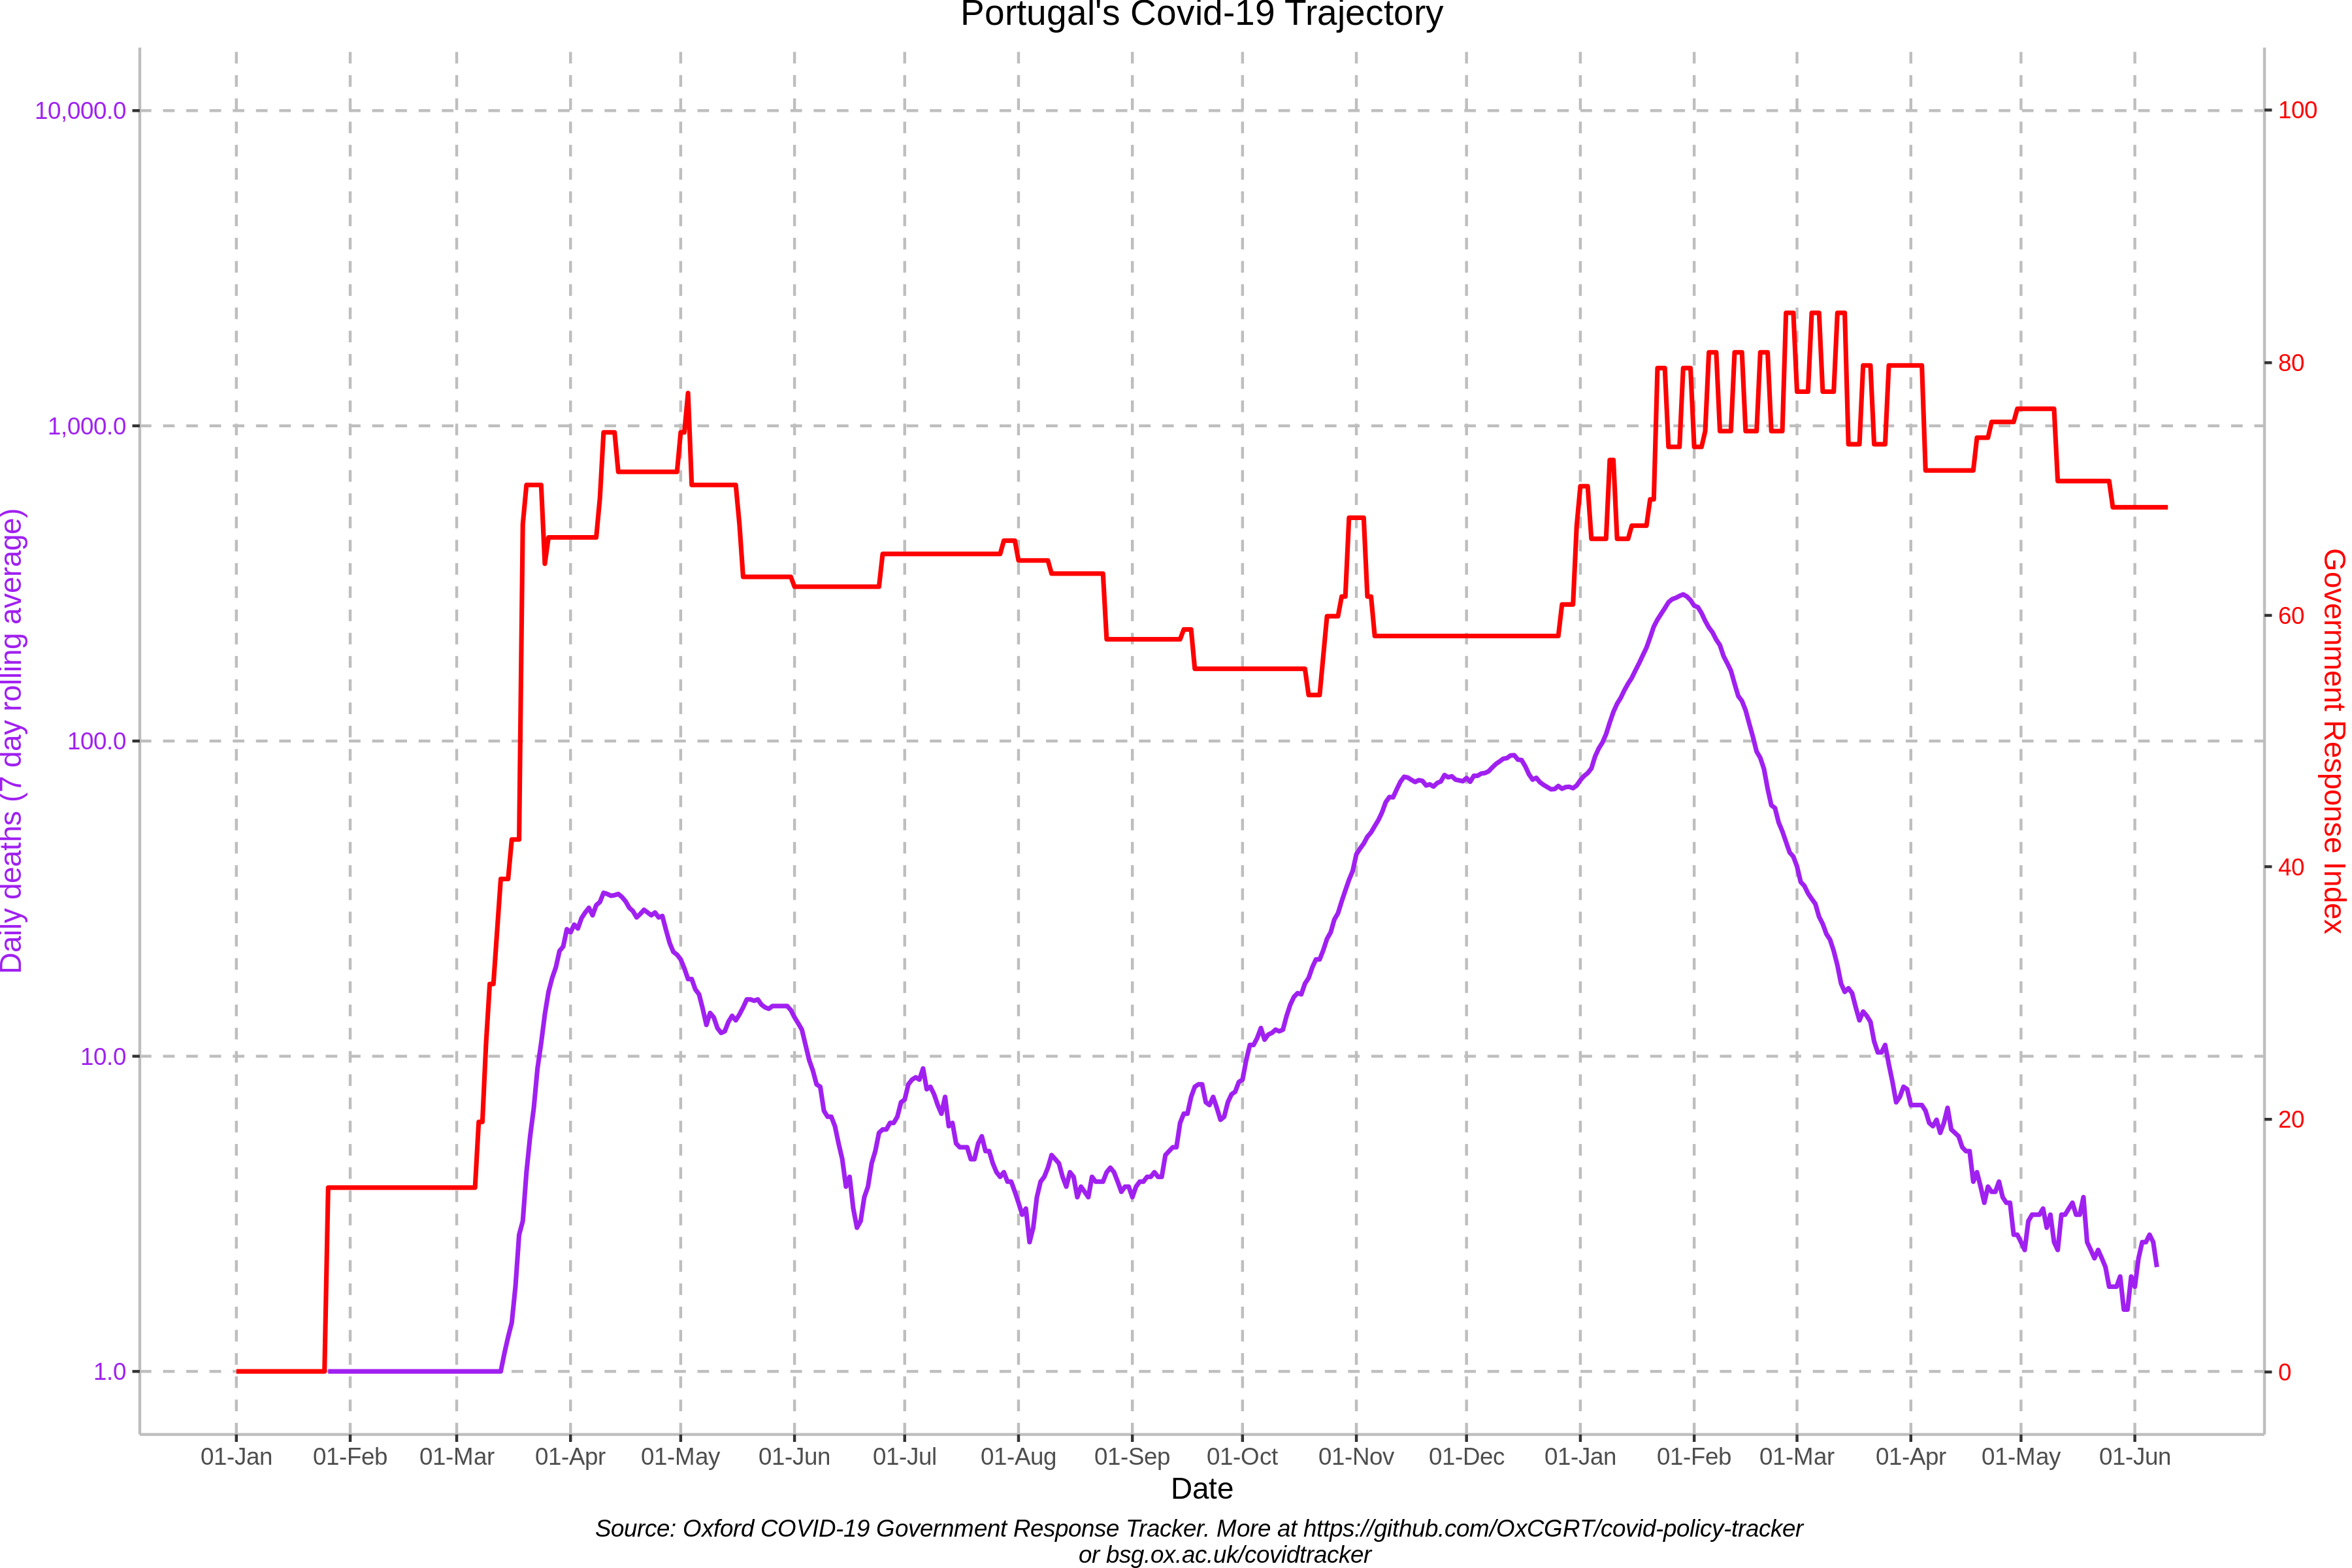 Portugal's Covid-19 Trajectory
10,000.0
1,000.0
100.0
10.0
1.0
Daily deaths (7 day rolling average)
100
80
60
40
20
0
Government Response Index
01-Jan 01-Feb 01-Mar 01-Apr 01-May 01-Jun 01-Jul 01-Aug 01-Sep 01-Oct 01-Nov 01-Dec 01-Jan 01-Feb 01-Mar 01-Apr 01-May 01-Jun
Date
Source: Oxford COVID-19 Government Response Tracker. More at https://github.com/OxCGRT/covid-policy-tracker
or bsg.ox.ac.uk/covidtracker